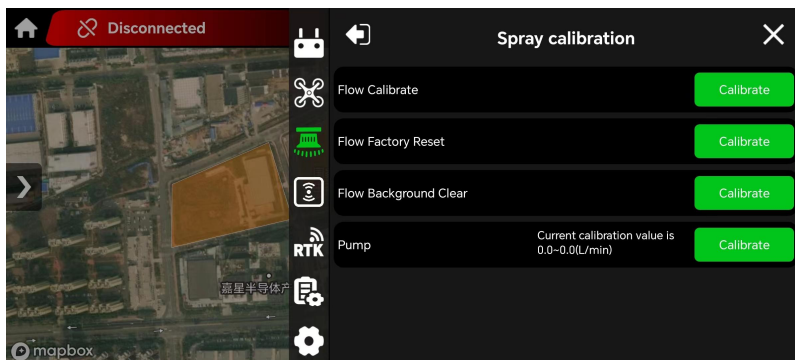 Disconnected
Spray calibration
Flow Calibrate
Calibrate
Flow Factory Reset
Calibrate
Flow Background Clear
Calibrate
Pump
Current calibration value is
0.0~0.0(L/min)
Calibrate
RTK
嘉星半导体产
mapbox